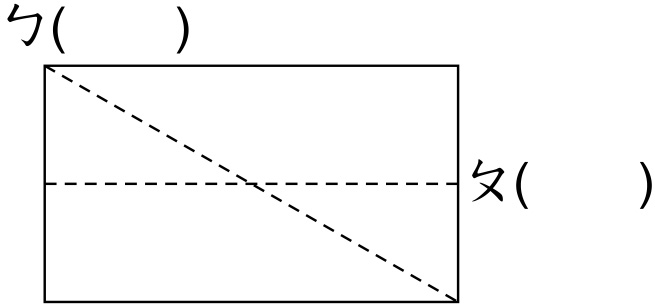 ㄅ(    )
ㄆ(    )